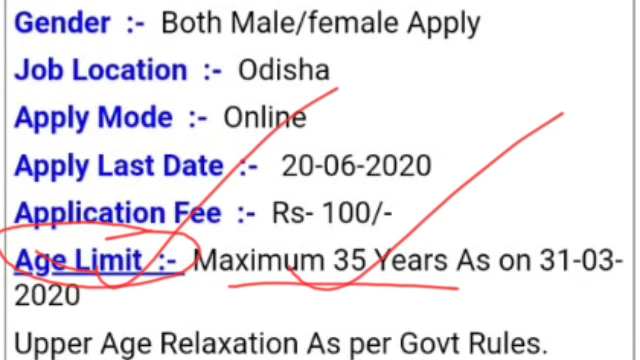 Gender :- Both Male/female Apply
Job Location :- Odisha
Apply Mode :- Online
Apply Last Date :- 20-06-2020
Application Fee :- Rs- 100/-
Age Limit :- Maximum 35 Years As on 31-03-
2020
Upper Age Relaxation As per Govt Rules.